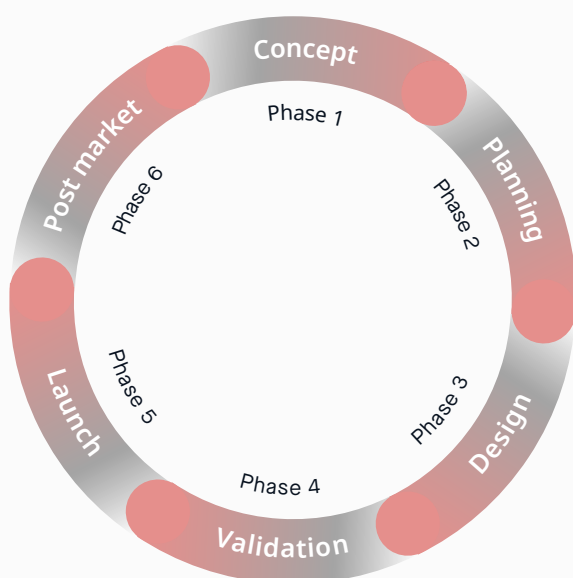 Concept
Phase 1
Planning
Phase 2
Design
Phase 3
Validation
Phase 4
Launch
Phase 5
Post market
Phase 6